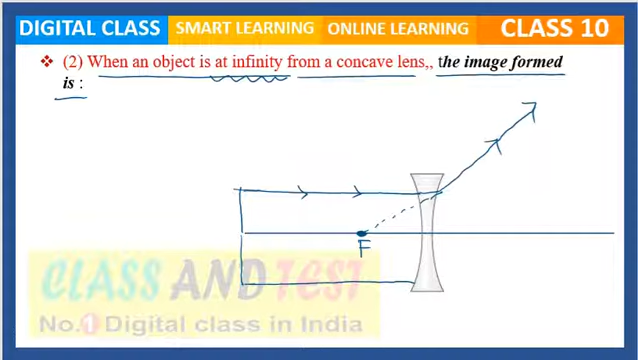 DIGITAL CLASS SMART LEARNING ONLINE LEARNING CLASS 10
❖ (2) When an object is at infinity from a concave lens,, the image formed
is :
F
CLASS AND TEST
No.1 Digital class in India